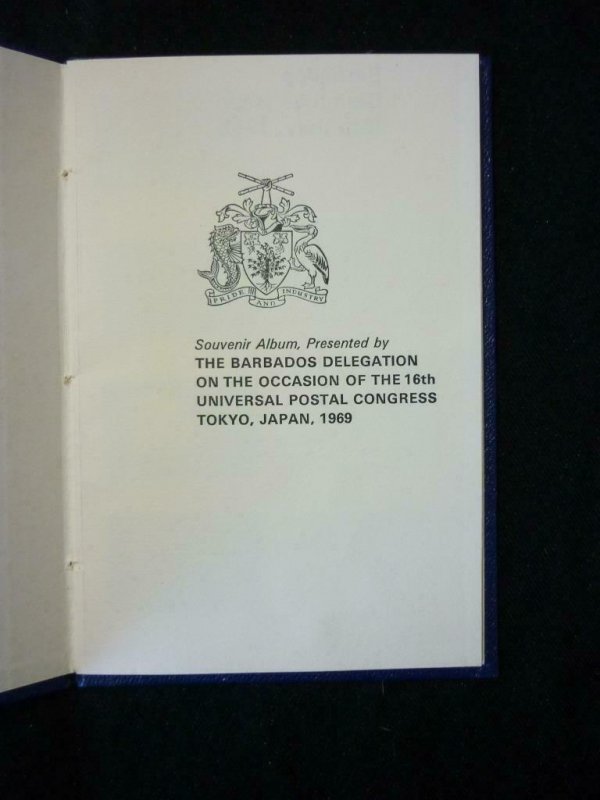 PRIDE AND INDUSTRY
Souvenir Album, Presented by
THE BARBADOS DELEGATION
ON THE OCCASION OF THE 16th
UNIVERSAL POSTAL CONGRESS
TOKYO, JAPAN, 1969